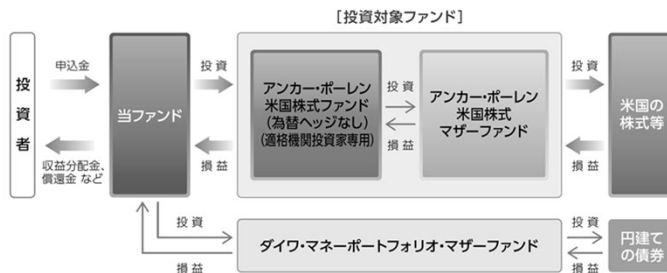 [投資対象ファンド]
投資者
申込金
収益分配金、
償還金 など
当ファンド
投資
損益
アンカー・ポーレン
米国株式ファンド
(為替ヘッジなし)
(適格機関投資家専用)
投資
損益
アンカー・ポーレン
米国株式
マザーファンド
投資
損益
米国の
株式等
投資
損益
ダイワ・マネーポートフォリオ・マザーファンド
投資
損益
円建て
の債券